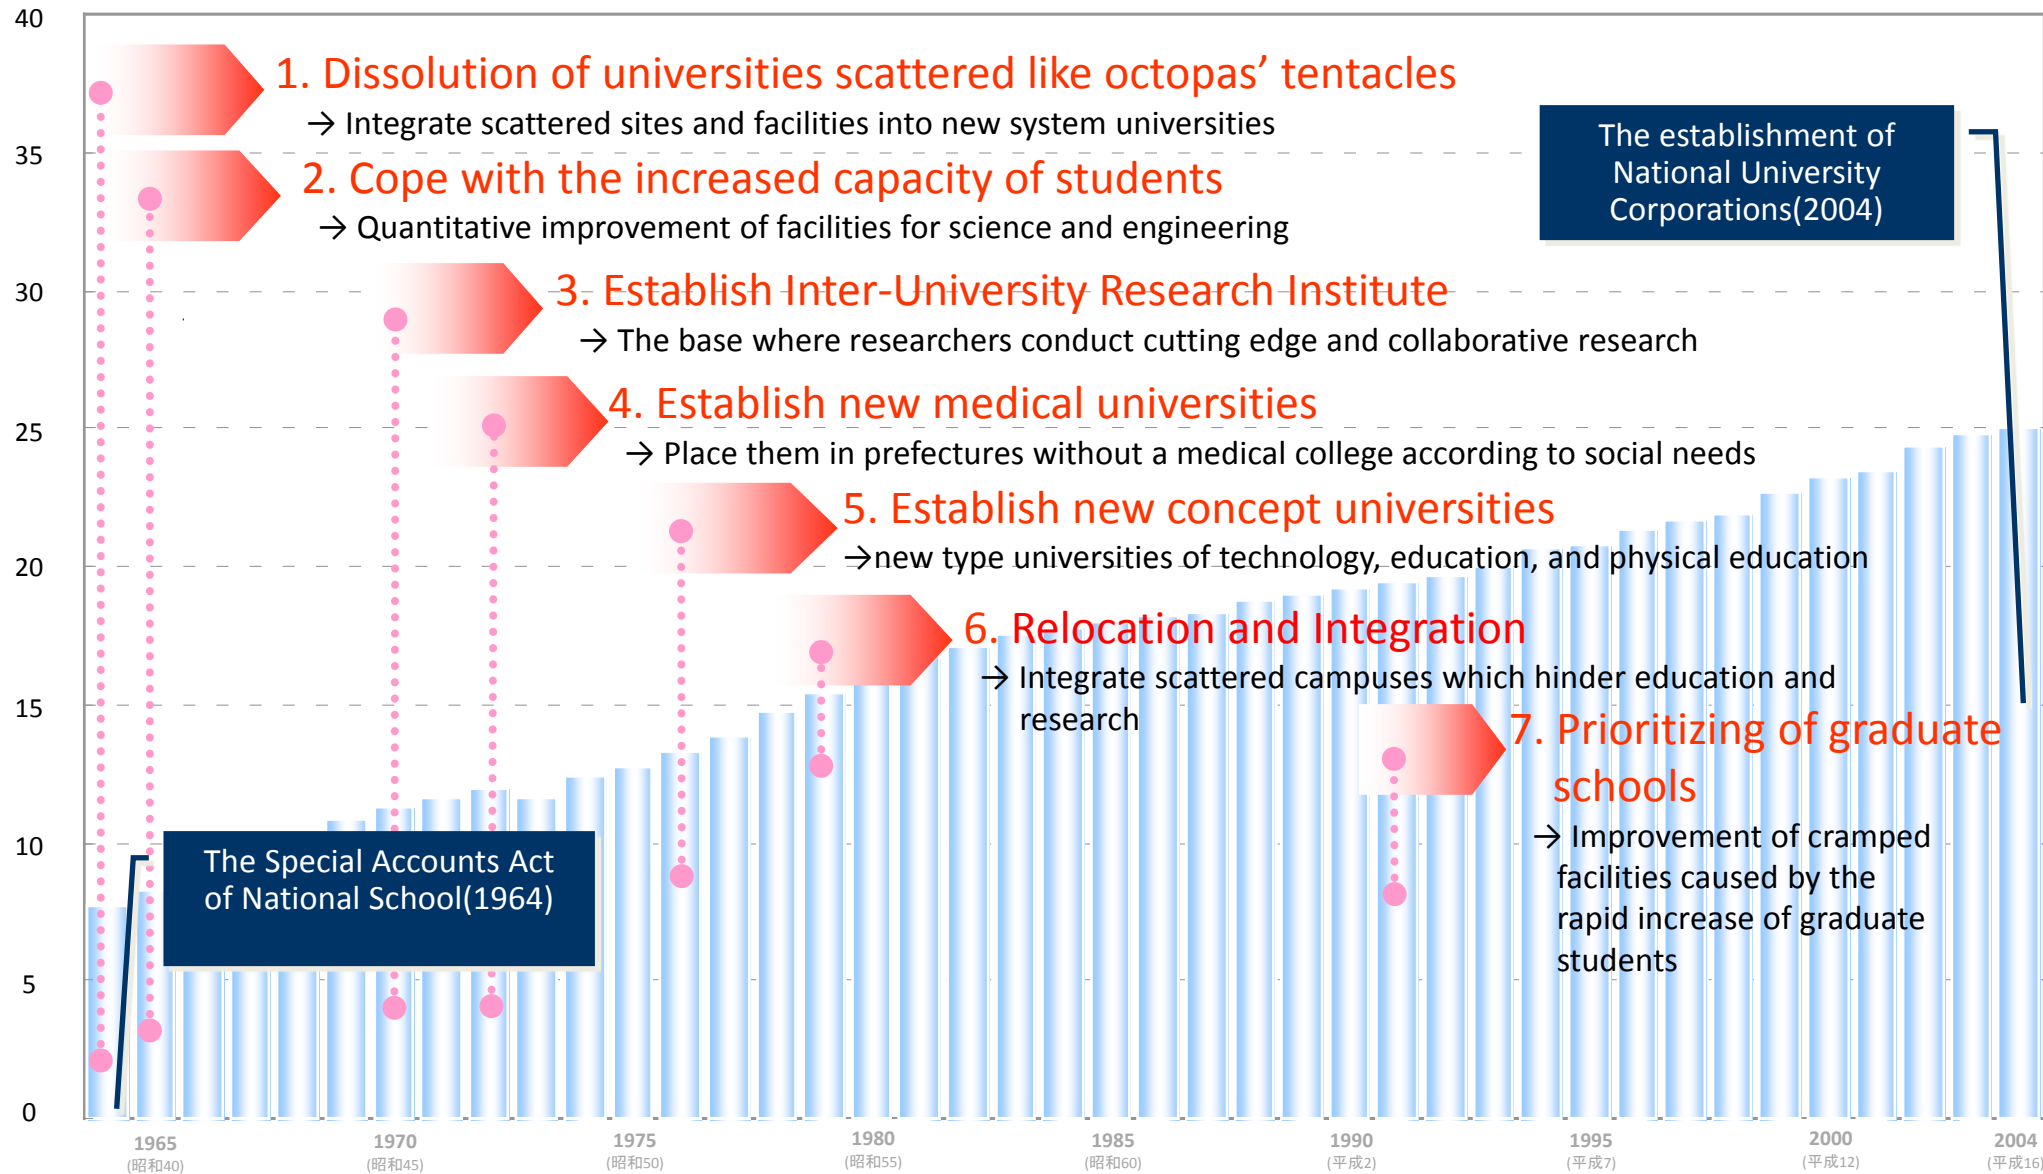 40
1. Dissolution of universities scattered like octopas’ tentacles
→ Integrate scattered sites and facilities into new system universities
The establishment of
National University
Corporations(2004)
35
2. Cope with the increased capacity of students
→ Quantitative improvement of facilities for science and engineering
30
3. Establish Inter-University Research Institute
→ The base where researchers conduct cutting edge and collaborative research
4. Establish new medical universities
25
→ Place them in prefectures without a medical college according to social needs
5. Establish new concept universities
→new type universities of technology, education, and physical education
20
6. Relocation and Integration
→ Integrate scattered campuses which hinder education and
research
15
7. Prioritizing of graduate
schools
→ Improvement of cramped
facilities caused by the
rapid increase of graduate
students
10
The Special Accounts Act
of National School(1964)
5
0
1965 1970 1975 1980 1985 1990 1995 2000 2004
(昭和40) (昭和45) (昭和50) (昭和55) (昭和60) (平成2) (平成7) (平成12) (平成16)